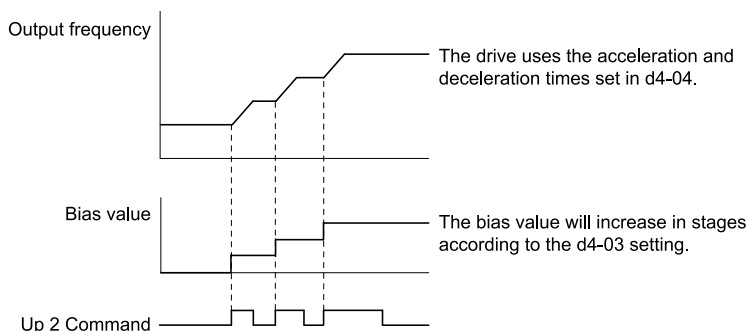 Output frequency
The drive uses the acceleration and
deceleration times set in d4-04.
Bias value
The bias value will increase in stages
according to the d4-03 setting.
Up 2 Command